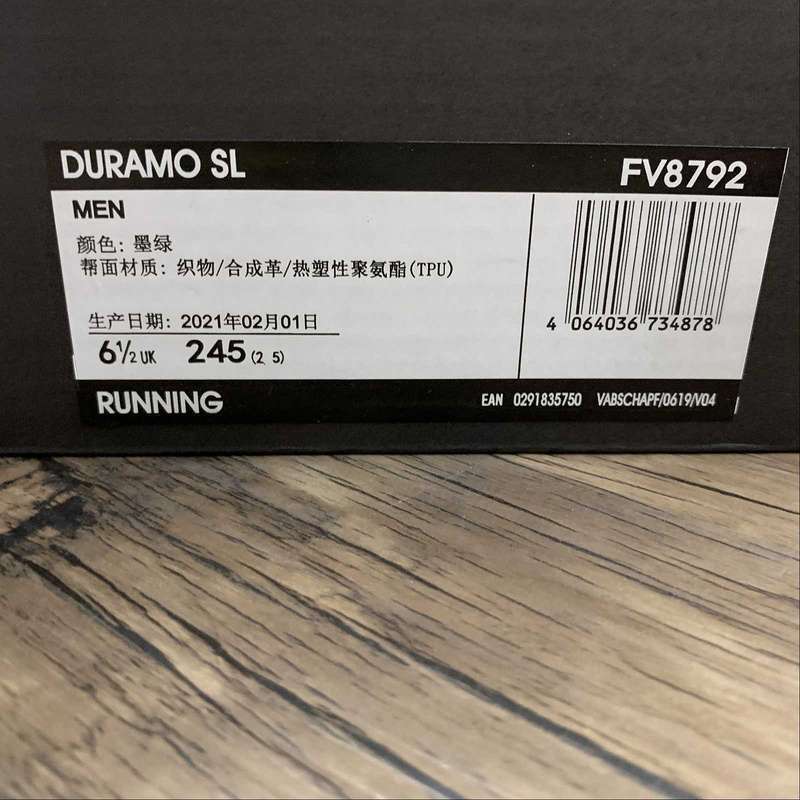 DURAMO SL
FV8792
MEN
颜色: 墨绿
帮面材质: 织物/合成革/热塑性聚氨酯(TPU)
生产日期: 2021年02月01日
6½ UK 245 (2.5)
4 064036 734878
RUNNING
EAN 0291835750 VABSCHAPF/0619/V04